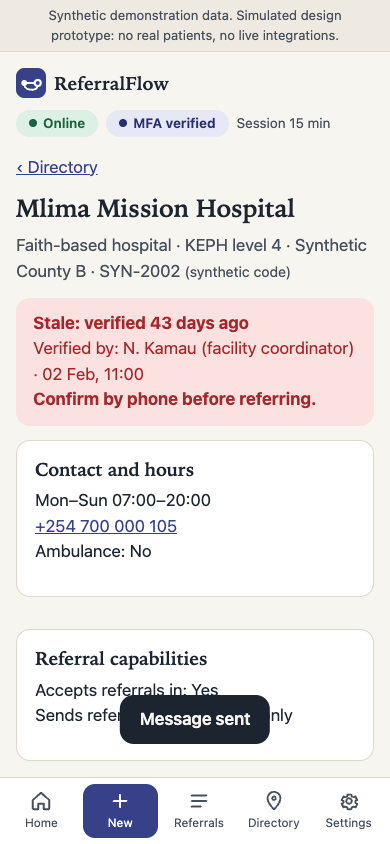 Synthetic demonstration data. Simulated design
prototype: no real patients, no live integrations.
ReferralFlow
Online
MFA verified
Session 15 min
‹ Directory
Mlima Mission Hospital
Faith-based hospital · KEPH level 4 · Synthetic
County B · SYN-2002 (synthetic code)
Stale: verified 43 days ago
Verified by: N. Kamau (facility coordinator)
· 02 Feb, 11:00
Confirm by phone before referring.
Contact and hours
Mon–Sun 07:00–20:00
+254 700 000 105
Ambulance: No
Referral capabilities
Accepts referrals in: Yes
Sends
Message sent
Home
New
Referrals
Directory
Settings